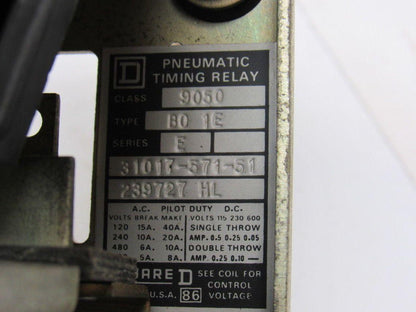 D PNEUMATIC
TIMING RELAY
CLASS 9050
TYPE BO 1E
SERIES E
31017-571-51
239727 HL
A.C. PILOT DUTY D.C.
VOLTS BREAK MAKE VOLTS 115 230 600
120 15A. 40A. SINGLE THROW
240 10A. 20A. AMP. 0.5 0.25 0.05
480 6A. 10A. DOUBLE THROW
5A. 8A. AMP. 0.25 0.10 —
UARE D SEE COIL FOR
CONTROL
U.S.A. 86 VOLTAGE